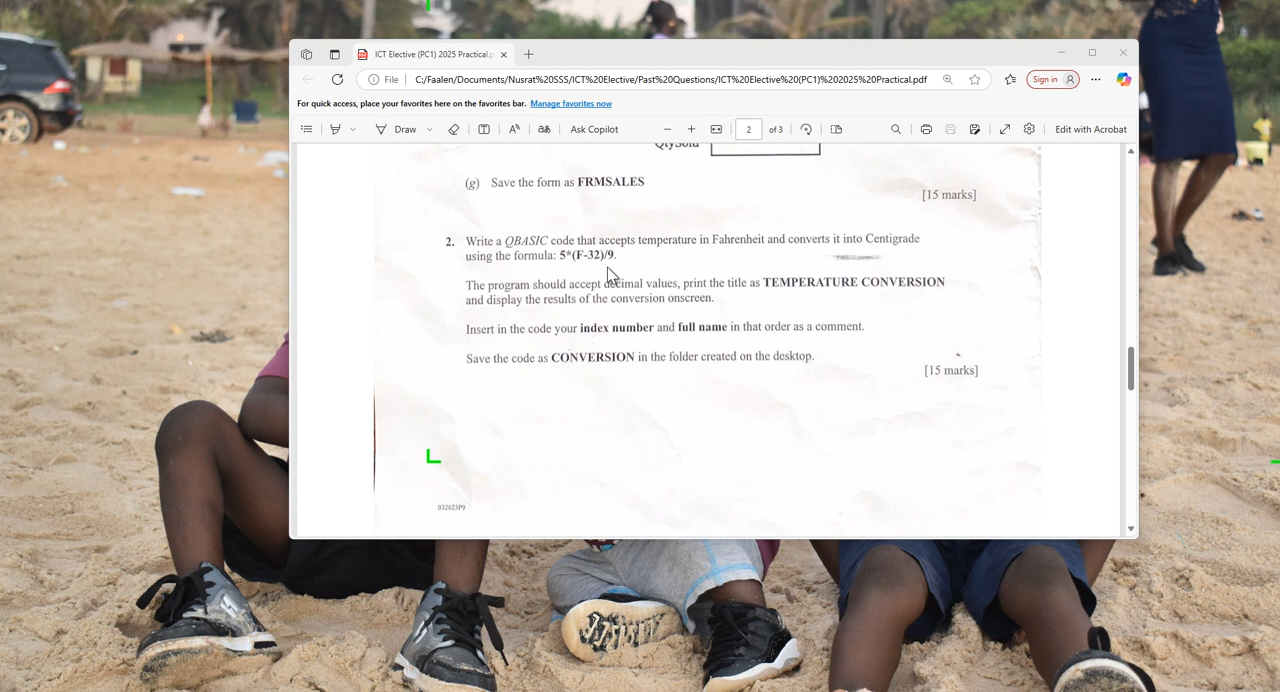 ICT Elective (PC1) 2025 Practical.p
File
C:/Faalen/Documents/Nusrat%20SSS/ICT%20Elective/Past%20Questions/ICT%20Elective%20(PC1)%202025%20Practical.pdf
Sign in
For quick access, place your favorites here on the favorites bar. Manage favorites now
Draw
Ask Copilot
2 of 3
Edit with Acrobat
QtySold
(g) Save the form as FRMSALES
[15 marks]
2. Write a QBASIC code that accepts temperature in Fahrenheit and converts it into Centigrade
using the formula: 5*(F-32)/9.
The program should accept decimal values, print the title as TEMPERATURE CONVERSION
and display the results of the conversion onscreen.
Insert in the code your index number and full name in that order as a comment.
Save the code as CONVERSION in the folder created on the desktop.
[15 marks]
032623P9